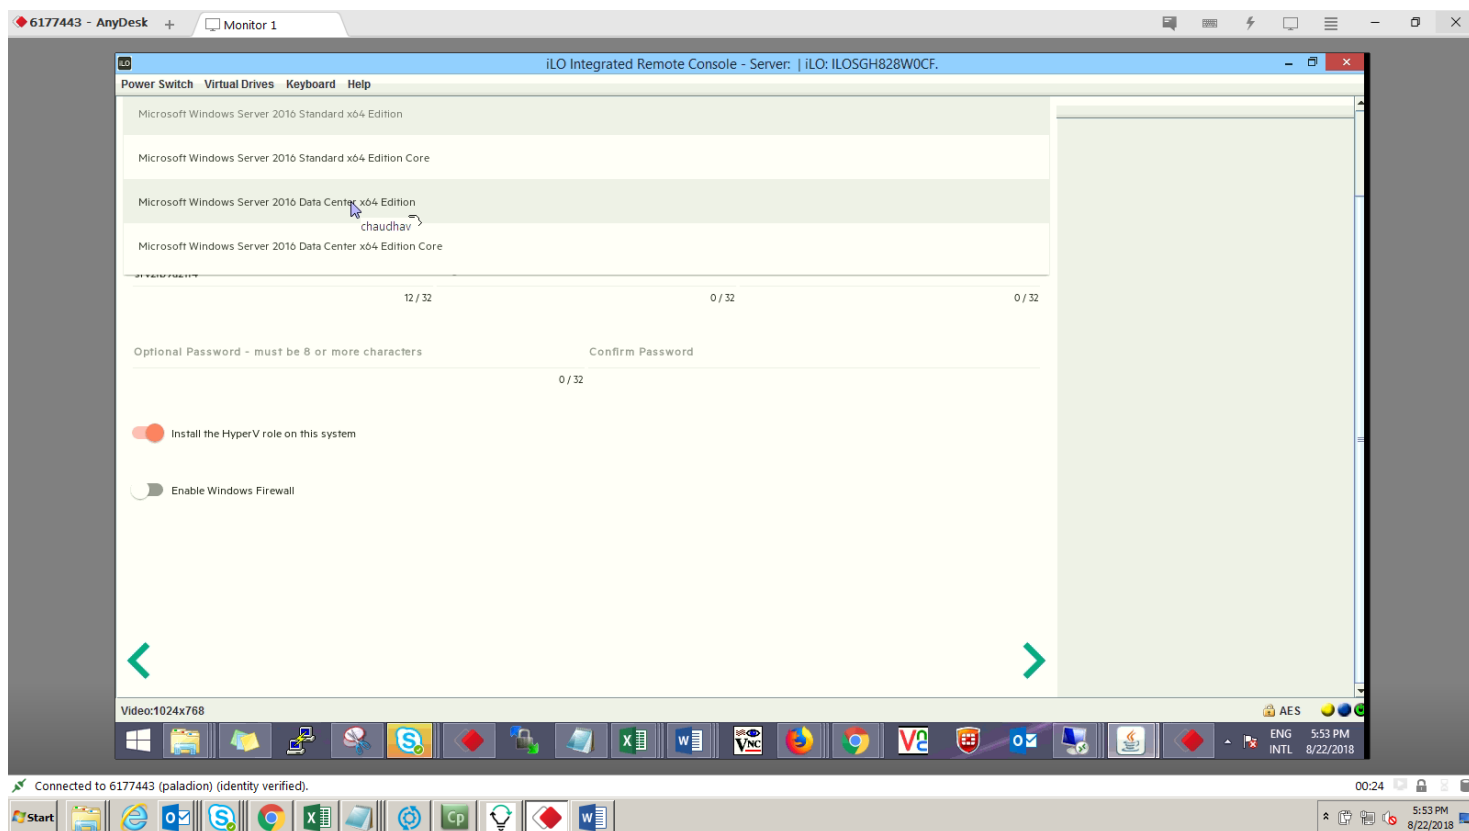 6177443 - AnyDesk + Monitor 1
iLO iLO Integrated Remote Console - Server: | iLO: ILOSGH828W0CF.
Power Switch Virtual Drives Keyboard Help
Microsoft Windows Server 2016 Standard x64 Edition
Microsoft Windows Server 2016 Standard x64 Edition Core
Microsoft Windows Server 2016 Data Center x64 Edition
chaudhav
Microsoft Windows Server 2016 Data Center x64 Edition Core
12 / 32 0 / 32 0 / 32
Optional Password - must be 8 or more characters Confirm Password
0 / 32
Install the HyperV role on this system
Enable Windows Firewall
Video:1024x768 AES
VNC V2 ENG 5:53 PM
INTL 8/22/2018
Connected to 6177443 (paladion) (identity verified). 00:24
Start Cp 5:53 PM
8/22/2018